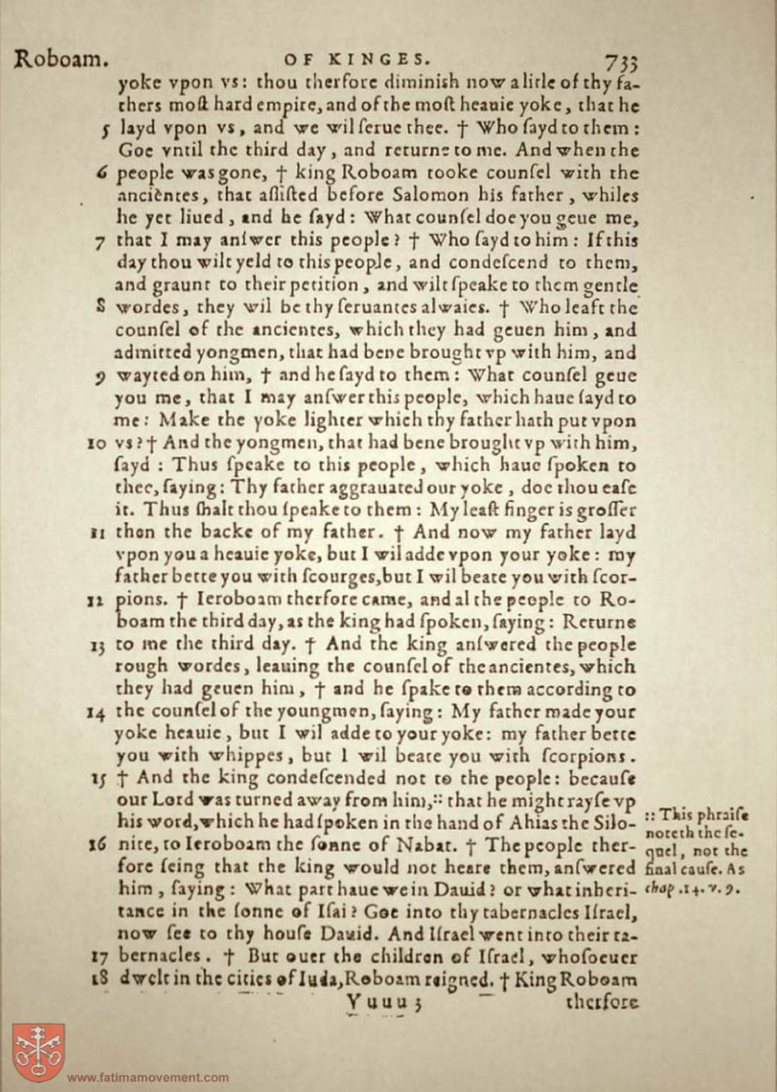 Roboam. OF KINGES. 733
yoke vpon vs: thou therfore diminish now a litle of thy fa-
thers moſt hard empire, and of the moſt heauie yoke, that he
5 layd vpon vs, and we wil ſerue thee. † Who ſayd to them:
Goe vntil the third day, and returne to me. And when the
6 people was gone, † king Roboam tooke counſel with the
ancientes, that aſſiſted before Salomon his father, whiles
he yet liued, and he ſayd: What counſel doe you geue me,
7 that I may anſwer this people? † Who ſayd to him: If this
day thou wilt yeld to this people, and condeſcend to them,
and graunt to their petition, and wilt ſpeake to them gentle
8 wordes, they wil be thy ſeruantes alwaies. † Who leaft the
counſel of the ancientes, which they had geuen him, and
admitted yongmen, that had bene brought vp with him, and
9 wayted on him, † and he ſayd to them: What counſel geue
you me, that I may anſwer this people, which haue ſayd to
me: Make the yoke lighter which thy father hath put vpon
10 vs? † And the yongmen, that had bene brought vp with him,
ſayd: Thus ſpeake to this people, which haue ſpoken to
thee, ſaying: Thy father aggrauated our yoke, doe thou eaſe
it. Thus ſhalt thou ſpeake to them: My leaſt finger is groſſer
11 then the backe of my father. † And now my father layd
vpon you a heauie yoke, but I wil adde vpon your yoke: my
father bette you with ſcourges, but I wil beate you with ſcor-
12 pions. † Ieroboam therfore came, and al the people to Ro-
boam the third day, as the king had ſpoken, ſaying: Returne
13 to me the third day. † And the king anſwered the people
rough wordes, leauing the counſel of the ancientes, which
they had geuen him, † and he ſpake to them according to
14 the counſel of the youngmen, ſaying: My father made your
yoke heauie, but I wil adde to your yoke: my father bette
you with whippes, but I wil beate you with ſcorpions.
15 † And the king condeſcended not to the people: becauſe
our Lord was turned away from him, :: that he might rayſe vp
his word, which he had ſpoken in the hand of Ahias the Silo-
16 nite, to Ieroboam the ſonne of Nabat. † The people ther-
fore ſeing that the king would not heare them, anſwered
him, ſaying: What part haue we in Dauid? or what inheri-
tance in the ſonne of Iſai? Goe into thy tabernacles Iſrael,
now ſee to thy houſe Dauid. And Iſrael went into their ta-
17 bernacles. † But ouer the children of Iſrael, whoſoeuer
18 dwelt in the cities of Iuda, Roboam reigned. † King Roboam
Yuuu 3 therfore
:: This phraiſe
noteth the ſe-
quel, not the
final cauſe. As
chap. 14. v. 9.
www.fatimamovement.com